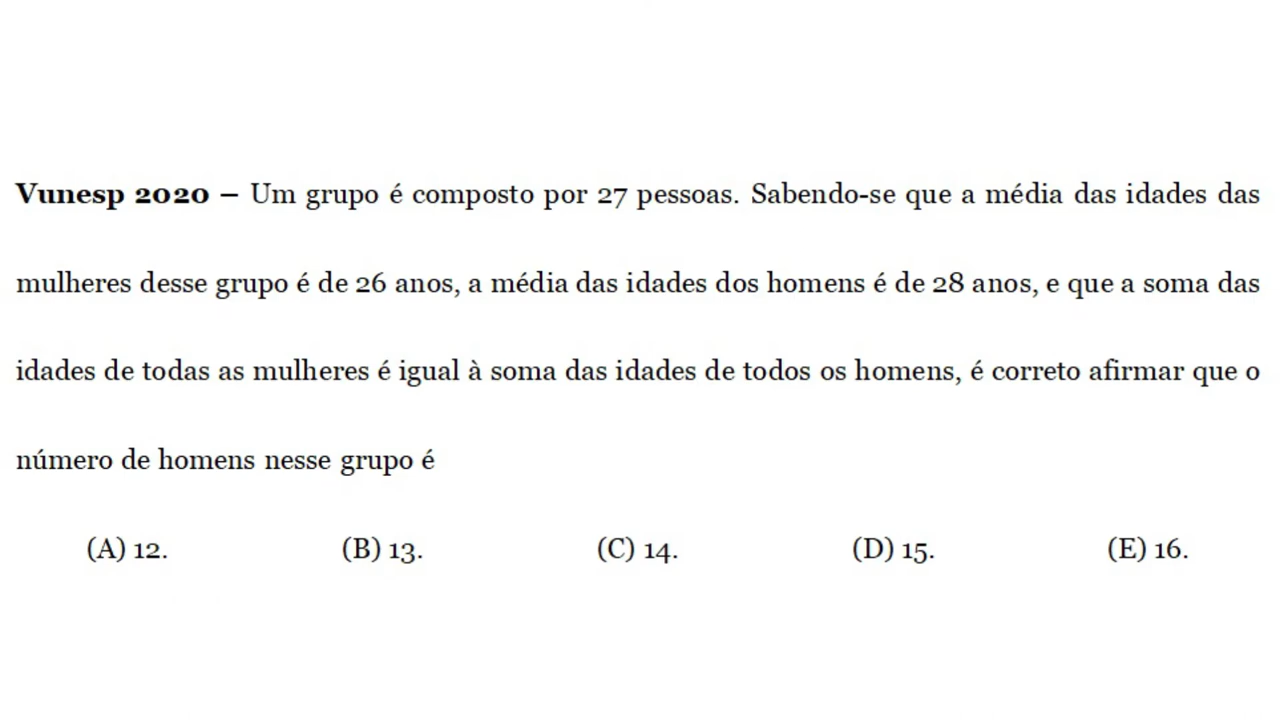 Vunesp 2020 – Um grupo é composto por 27 pessoas. Sabendo-se que a média das idades das
mulheres desse grupo é de 26 anos, a média das idades dos homens é de 28 anos, e que a soma das
idades de todas as mulheres é igual à soma das idades de todos os homens, é correto afirmar que o
número de homens nesse grupo é
(A) 12. (B) 13. (C) 14. (D) 15. (E) 16.